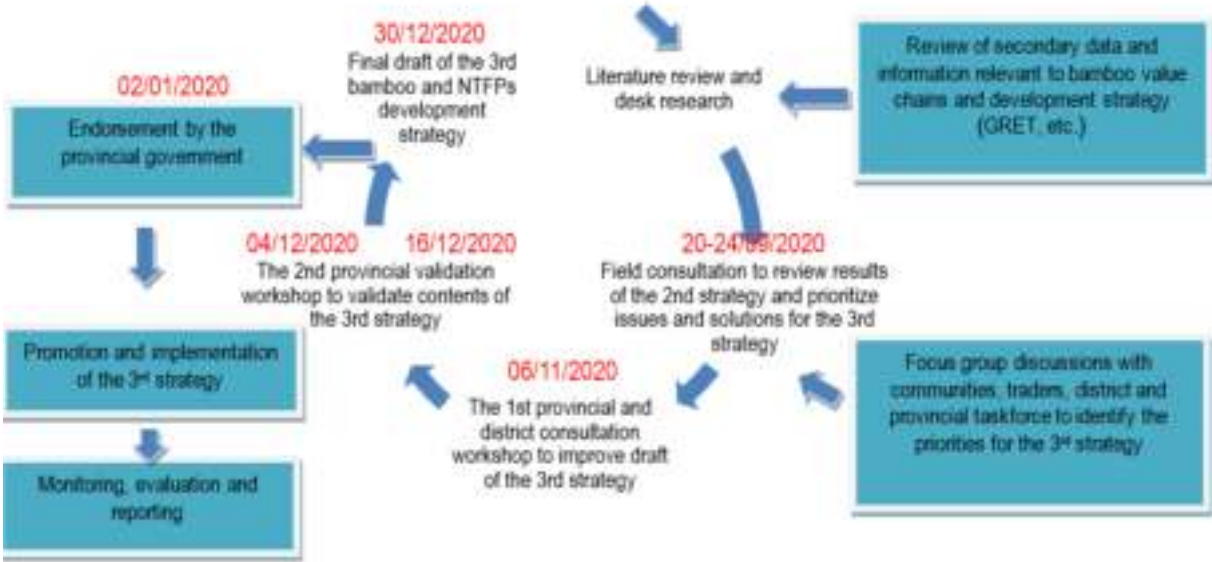 30/12/2020
Final draft of the 3rd
bamboo and NTFPs
development
strategy
02/01/2020
Endorsement by the
provincial government
Literature review and
desk research
Review of secondary data and
information relevant to bamboo value
chains and development strategy
(GRET, etc.)
04/12/2020 16/12/2020
The 2nd provincial validation
workshop to validate contents of
the 3rd strategy
20-24/09/2020
Field consultation to review results
of the 2nd strategy and prioritize
issues and solutions for the 3rd
strategy
Promotion and implementation
of the 3rd strategy
06/11/2020
The 1st provincial and
district consultation
workshop to improve draft
of the 3rd strategy
Focus group discussions with
communities, traders, district and
provincial taskforce to identify the
priorities for the 3rd strategy
Monitoring, evaluation and
reporting